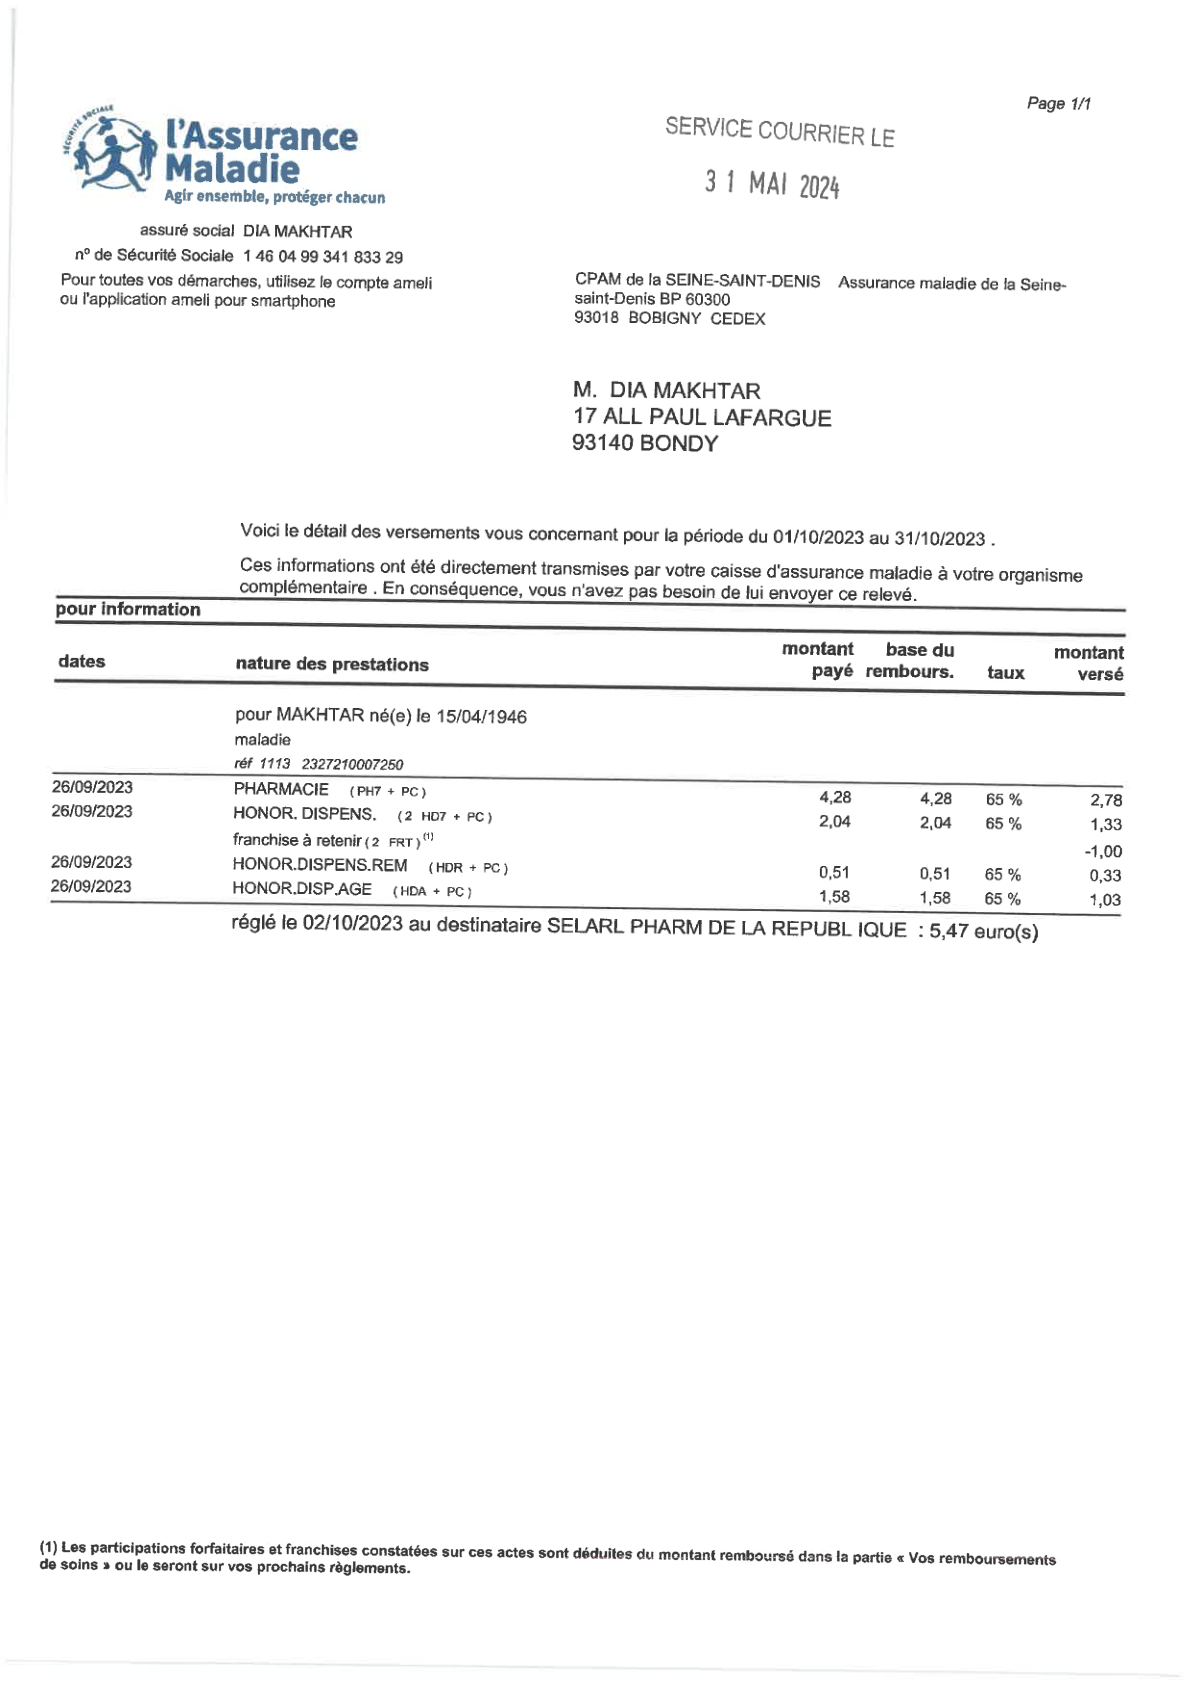 Page 1/1
SÉCURITÉ SOCIALE
l'Assurance
Maladie
Agir ensemble, protéger chacun
SERVICE COURRIER LE
31 MAI 2024
assuré social DIA MAKHTAR
n° de Sécurité Sociale 1 46 04 99 341 833 29
Pour toutes vos démarches, utilisez le compte ameli
ou l'application ameli pour smartphone
CPAM de la SEINE-SAINT-DENIS Assurance maladie de la Seine-
saint-Denis BP 60300
93018 BOBIGNY CEDEX
M. DIA MAKHTAR
17 ALL PAUL LAFARGUE
93140 BONDY
Voici le détail des versements vous concernant pour la période du 01/10/2023 au 31/10/2023 .
Ces informations ont été directement transmises par votre caisse d'assurance maladie à votre organisme
complémentaire . En conséquence, vous n'avez pas besoin de lui envoyer ce relevé.
pour information
dates nature des prestations montant payé base du rembours. taux montant versé
pour MAKHTAR né(e) le 15/04/1946
maladie
réf 1113 2327210007250
26/09/2023 PHARMACIE (PH7 + PC) 4,28 4,28 65 % 2,78
26/09/2023 HONOR. DISPENS. (2 HD7 + PC) 2,04 2,04 65 % 1,33
franchise à retenir (2 FRT) (1) -1,00
26/09/2023 HONOR.DISPENS.REM (HDR + PC) 0,51 0,51 65 % 0,33
26/09/2023 HONOR.DISP.AGE (HDA + PC) 1,58 1,58 65 % 1,03
réglé le 02/10/2023 au destinataire SELARL PHARM DE LA REPUBL IQUE : 5,47 euro(s)
(1) Les participations forfaitaires et franchises constatées sur ces actes sont déduites du montant remboursé dans la partie « Vos remboursements
de soins » ou le seront sur vos prochains règlements.